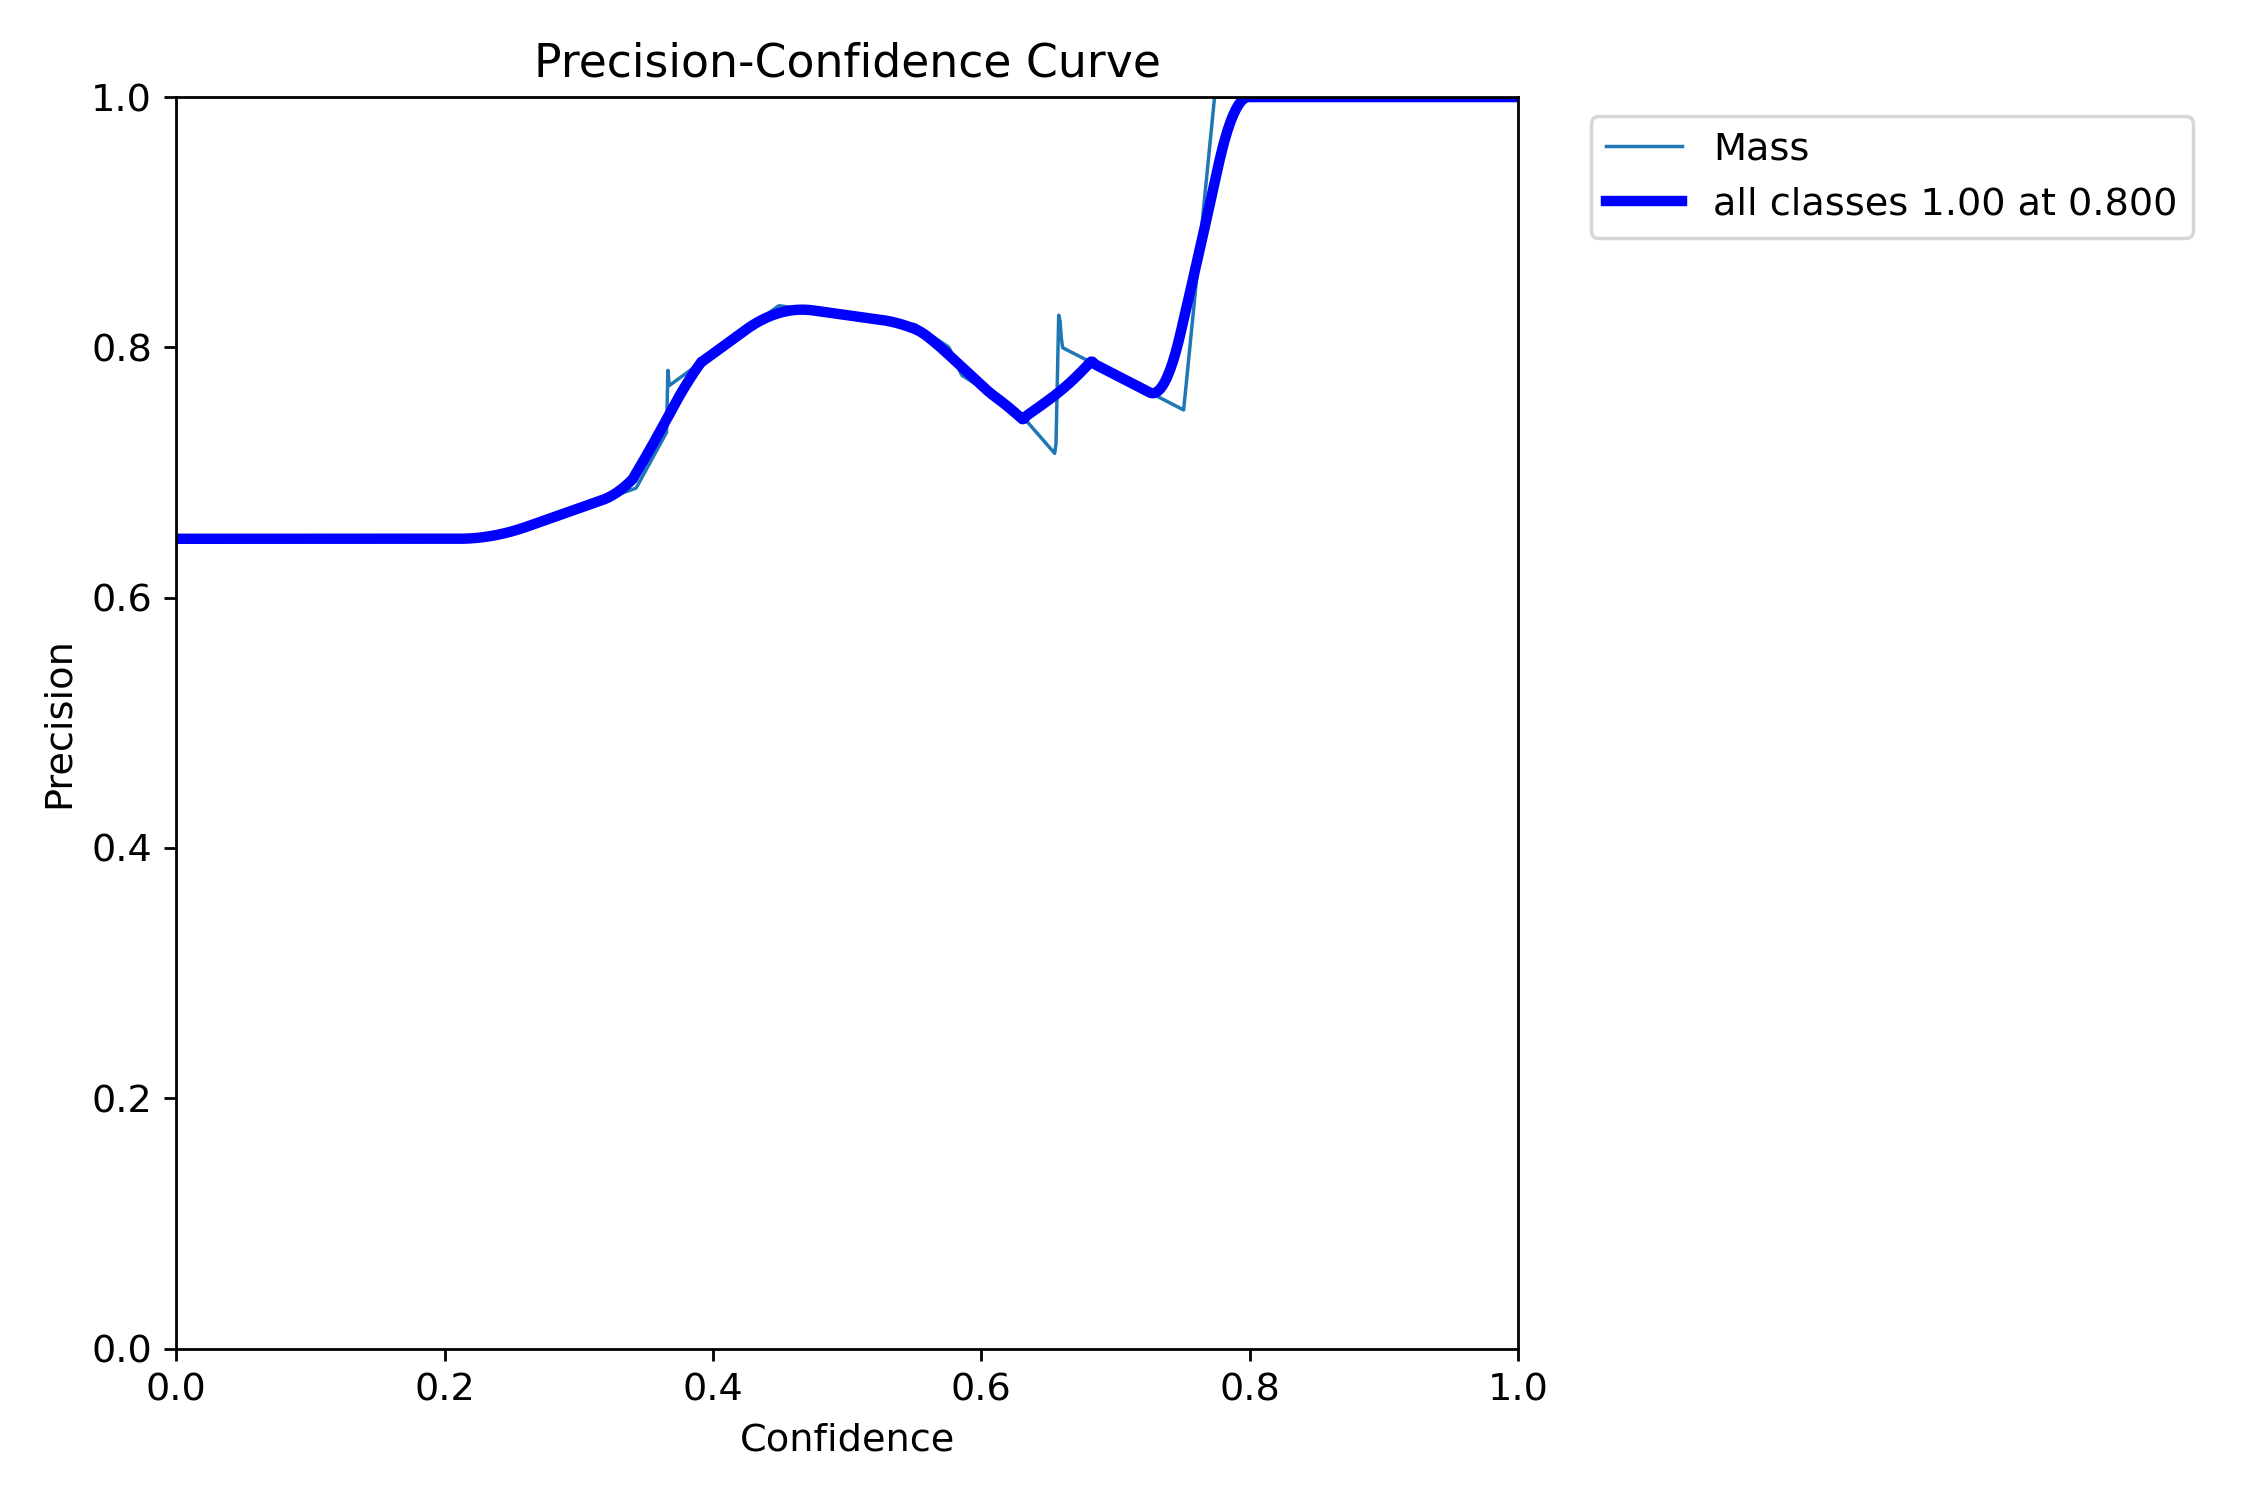 Precision-Confidence Curve
Mass
all classes 1.00 at 0.800
1.0
0.8
0.6
0.4
0.2
0.0
Precision
0.0 0.2 0.4 0.6 0.8 1.0
Confidence